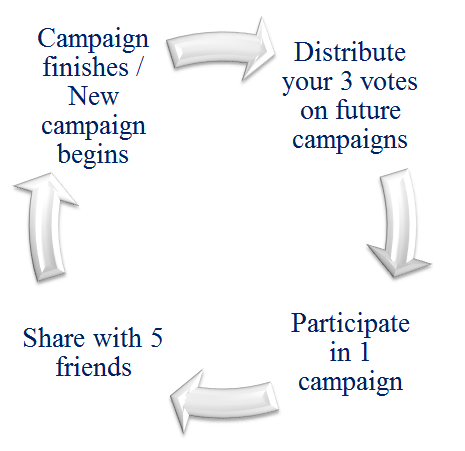 Campaign
finishes /
New
campaign
begins
Distribute
your 3 votes
on future
campaigns
Participate
in 1
campaign
Share with 5
friends